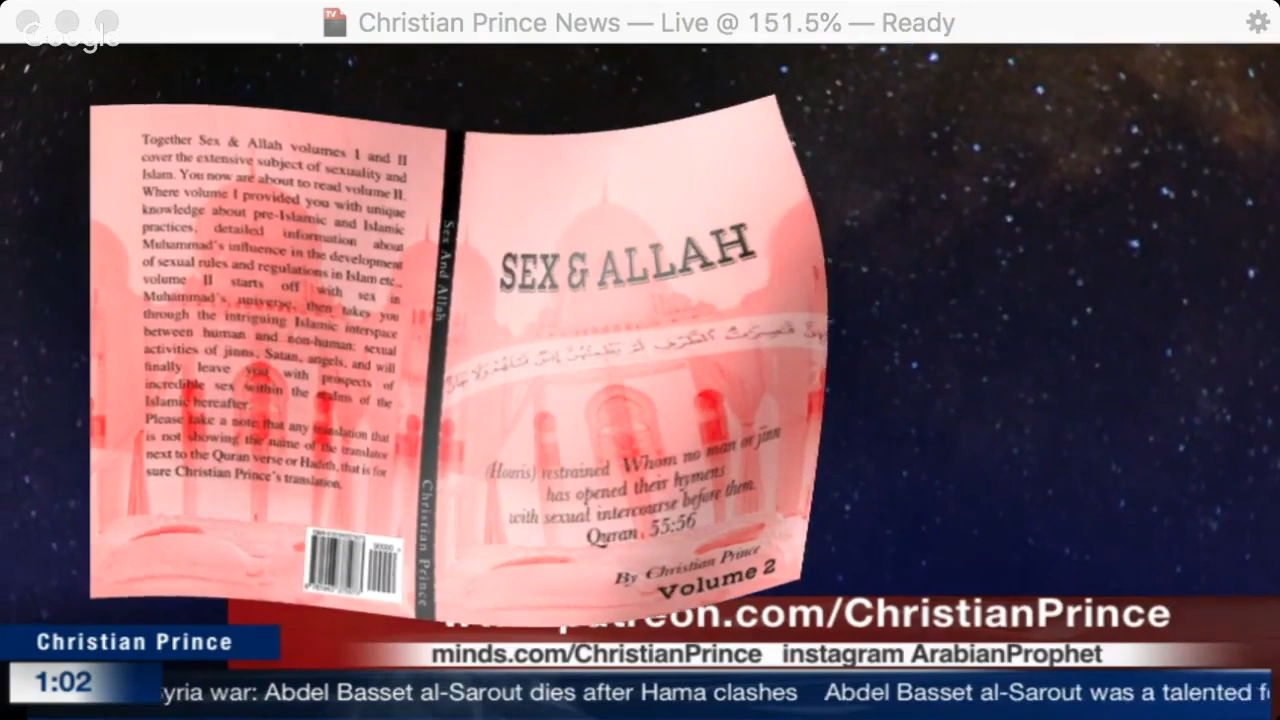 Christian Prince News — Live @ 151.5% — Ready
Google
Together Sex & Allah volumes I and II
cover the extensive subject of sexuality and
Islam. You now are about to read volume II.
Where volume I provided you with unique
knowledge about pre-Islamic and Islamic
practices, detailed information about
Muhammad's influence in the development
of sexual rules and regulations in Islam etc.,
volume II starts off with sex in
Muhammad's universe, then takes you
through the intriguing Islamic interspace
between human and non-human: sexual
activities of jinns, Satan, angels, and will
finally leave you with prospects of
incredible sex within the realms of the
Islamic hereafter.
Please take a note that any translation that
is not showing the name of the translator
next to the Quran verse or Hadith, that is for
sure Christian Prince's translation.
90000
Sex And Allah
Christian Prince
SEX & ALLAH
(Houris) restrained Whom no man or jinn
has opened their hymens
with sexual intercourse before them.
Quran, 55:56
By Christian Prince
Volume 2
patreon.com/ChristianPrince
Christian Prince
minds.com/ChristianPrince instagram ArabianProphet
1:02
yria war: Abdel Basset al-Sarout dies after Hama clashes Abdel Basset al-Sarout was a talented f